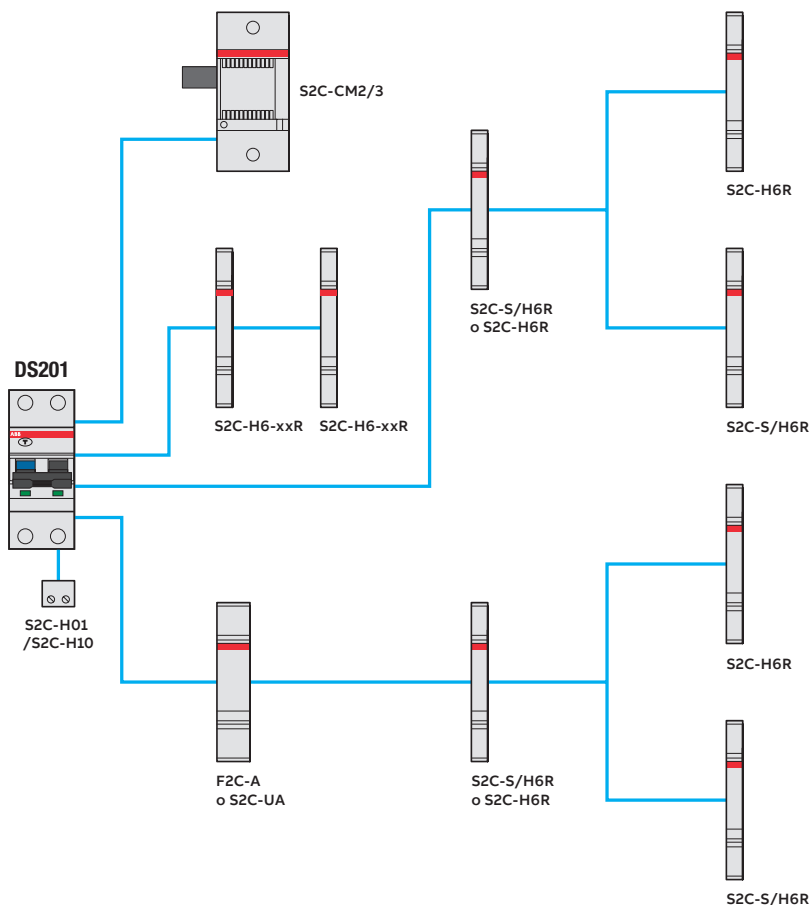 S2C-CM2/3
S2C-H6R
S2C-S/H6R
o S2C-H6R
DS201
S2C-H6-xxR
S2C-H6-xxR
S2C-S/H6R
ABB
S2C-H6R
S2C-H01
/S2C-H10
F2C-A
o S2C-UA
S2C-S/H6R
o S2C-H6R
S2C-S/H6R